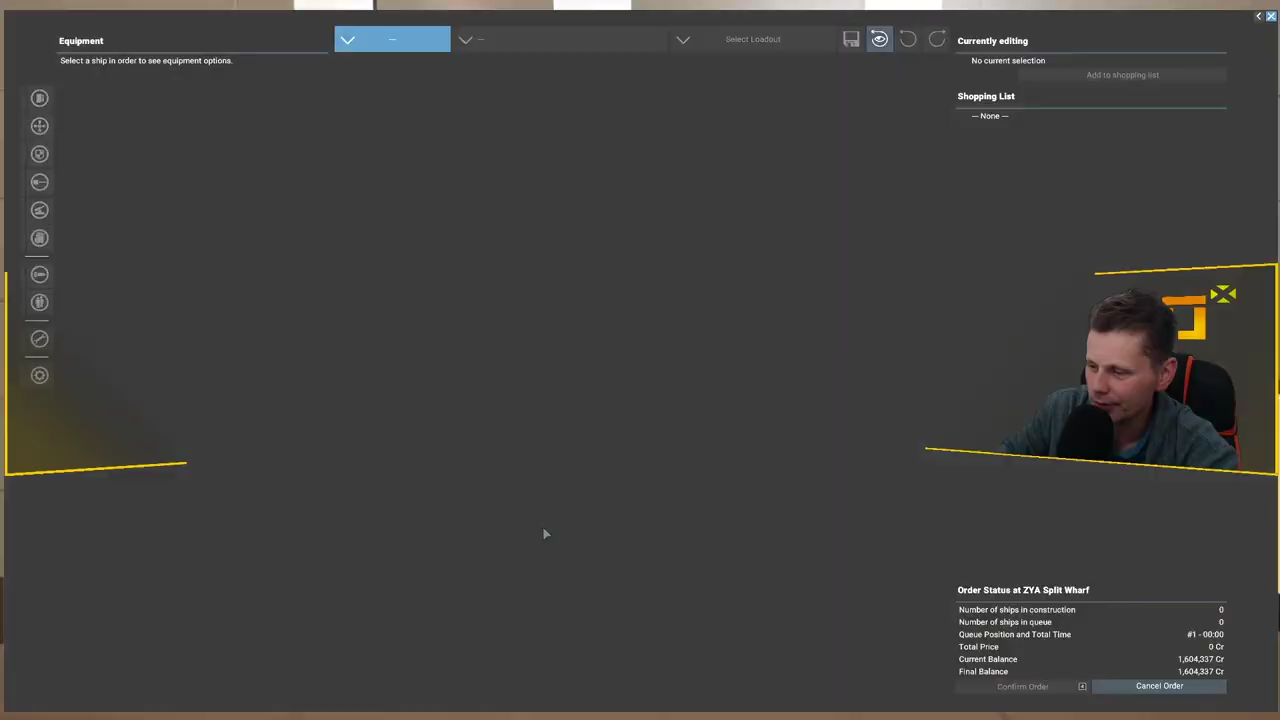 Equipment
Select a ship in order to see equipment options.
—
—
Select Loadout
Currently editing
No current selection
Add to shopping list
Shopping List
— None —
Order Status at ZYA Split Wharf
Number of ships in construction 0
Number of ships in queue 0
Queue Position and Total Time #1 - 00:00
Total Price 0 Cr
Current Balance 1,604,337 Cr
Final Balance 1,604,337 Cr
Confirm Order
Cancel Order